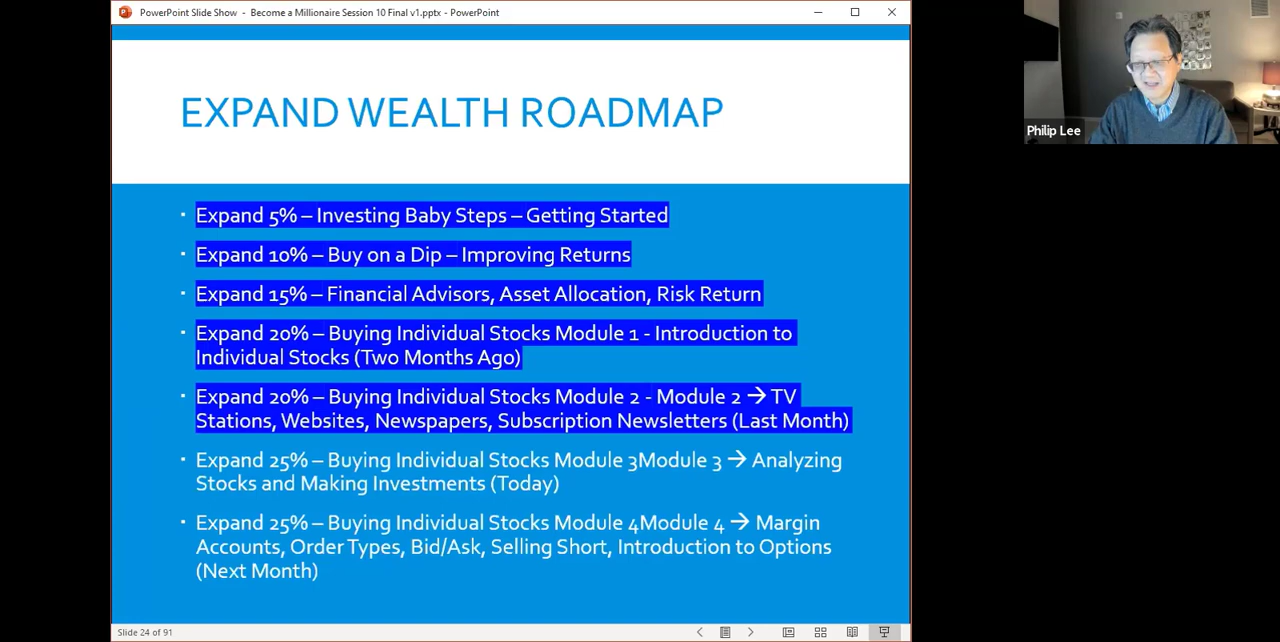 PowerPoint Slide Show - Become a Millionaire Session 10 Final v1.pptx - PowerPoint
EXPAND WEALTH ROADMAP
Expand 5% – Investing Baby Steps – Getting Started
Expand 10% – Buy on a Dip – Improving Returns
Expand 15% – Financial Advisors, Asset Allocation, Risk Return
Expand 20% – Buying Individual Stocks Module 1 - Introduction to
Individual Stocks (Two Months Ago)
Expand 20% – Buying Individual Stocks Module 2 - Module 2 → TV
Stations, Websites, Newspapers, Subscription Newsletters (Last Month)
Expand 25% – Buying Individual Stocks Module 3Module 3 → Analyzing
Stocks and Making Investments (Today)
Expand 25% – Buying Individual Stocks Module 4Module 4 → Margin
Accounts, Order Types, Bid/Ask, Selling Short, Introduction to Options
(Next Month)
Slide 24 of 91
Philip Lee